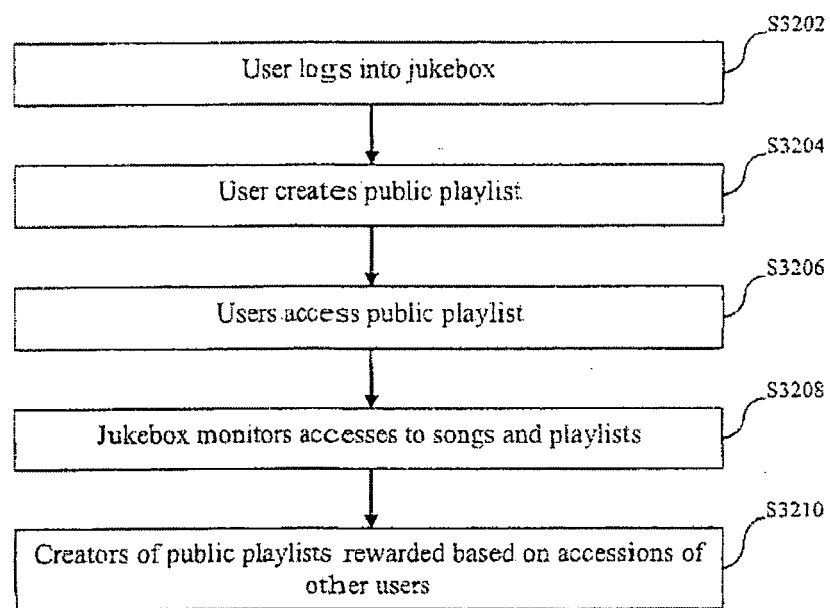 S3202
User logs into jukebox
S3204
User creates public playlist
S3206
Users access public playlist
S3208
Jukebox monitors accesses to songs and playlists
S3210
Creators of public playlists rewarded based on accessions of
other users